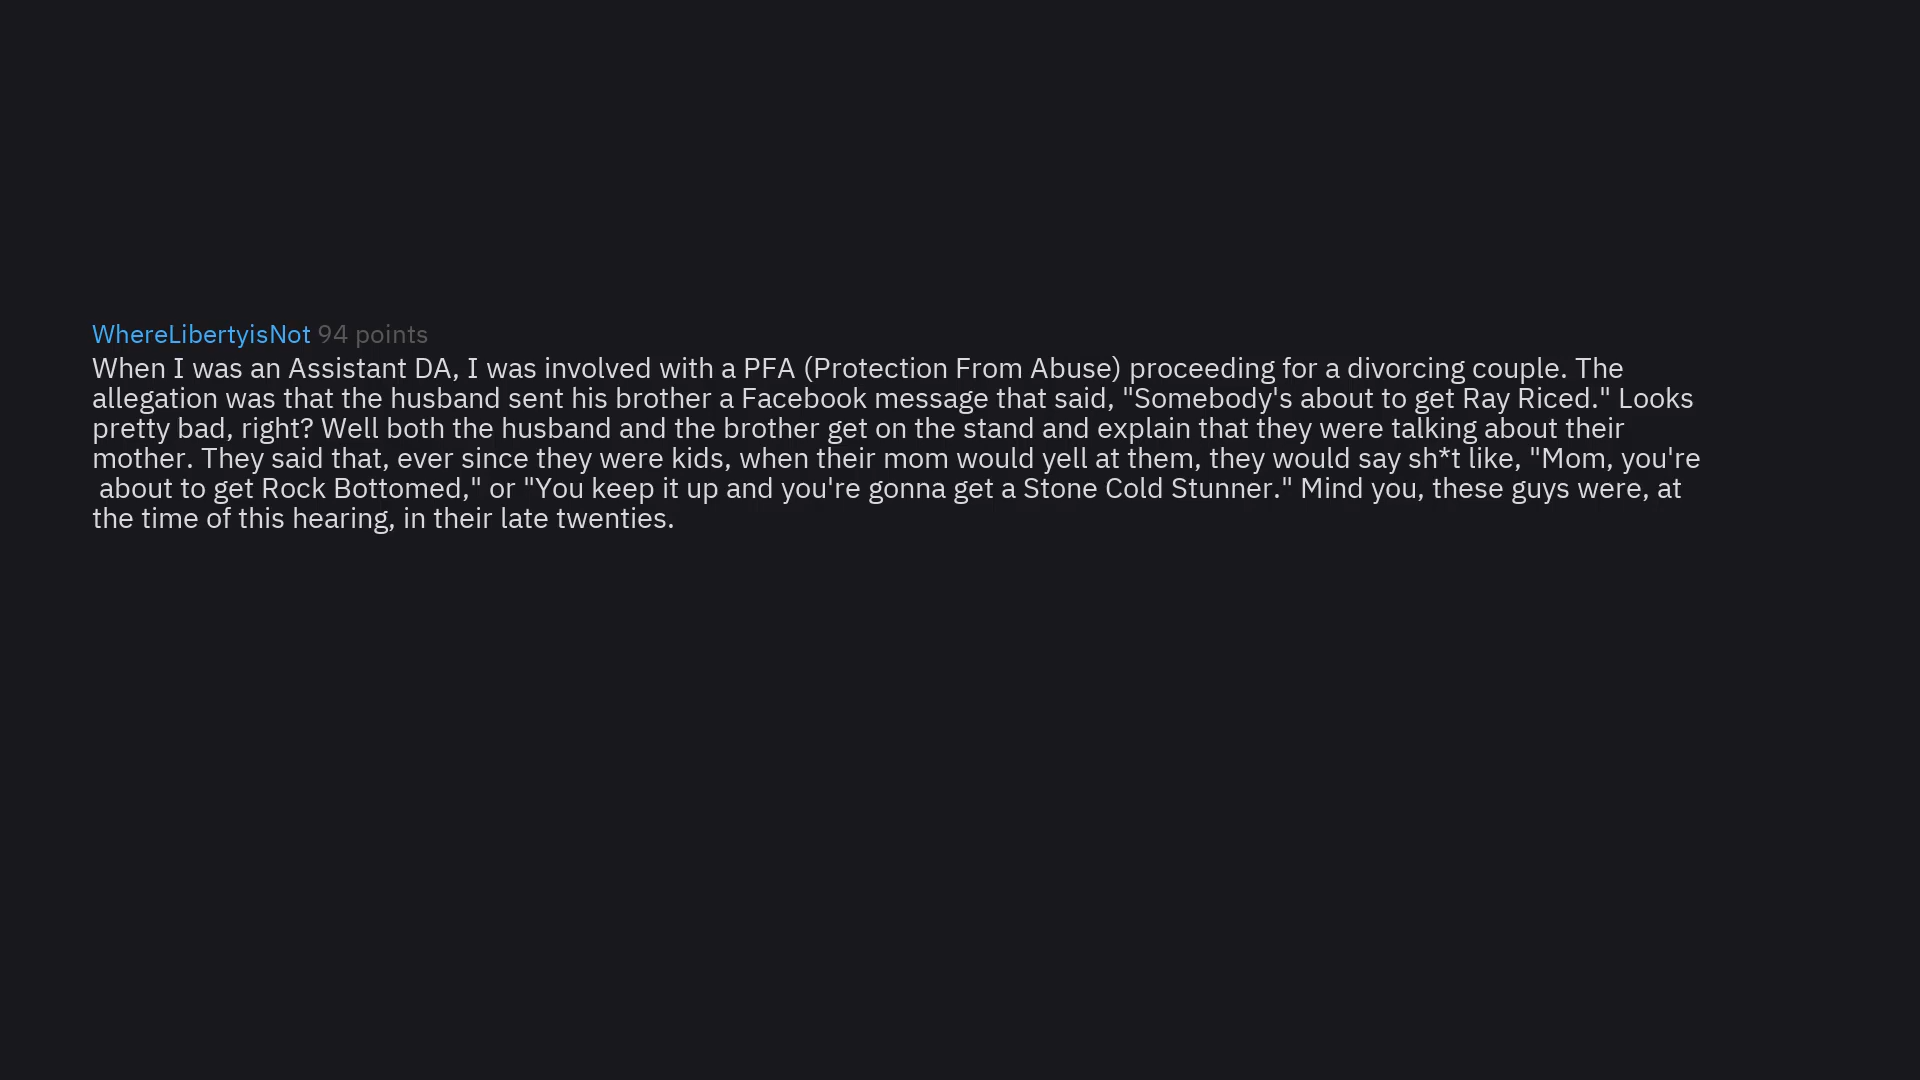 WhereLibertyisNot 94 points
When I was an Assistant DA, I was involved with a PFA (Protection From Abuse) proceeding for a divorcing couple. The
allegation was that the husband sent his brother a Facebook message that said, "Somebody's about to get Ray Riced." Looks
pretty bad, right? Well both the husband and the brother get on the stand and explain that they were talking about their
mother. They said that, ever since they were kids, when their mom would yell at them, they would say sh*t like, "Mom, you're
about to get Rock Bottomed," or "You keep it up and you're gonna get a Stone Cold Stunner." Mind you, these guys were, at
the time of this hearing, in their late twenties.